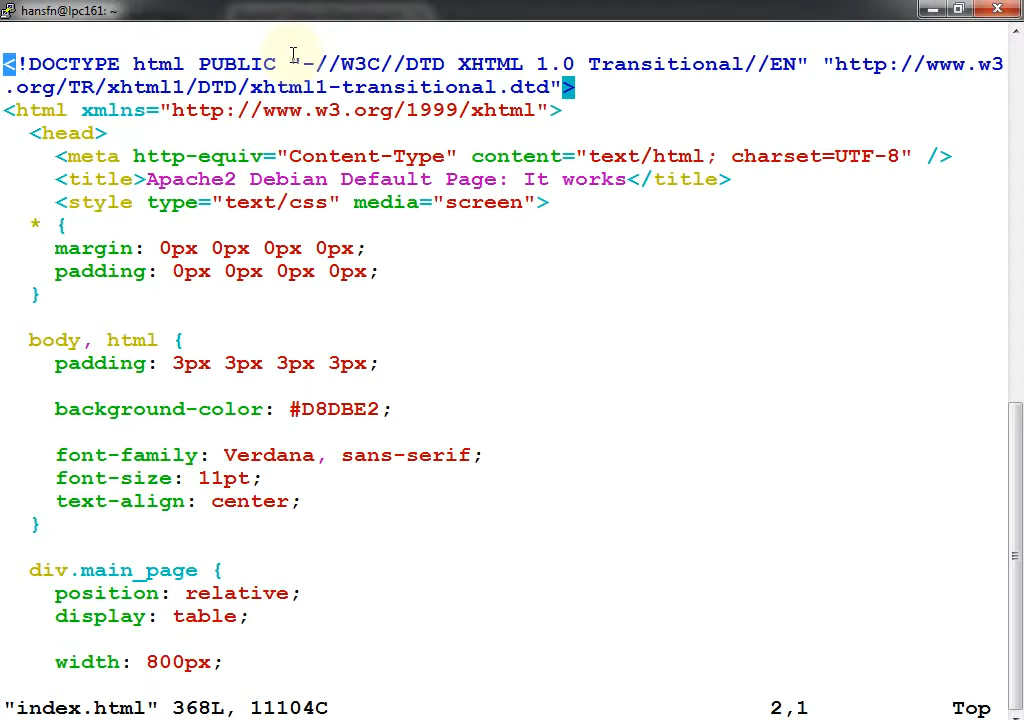 hansfn@lpc161: ~
<!DOCTYPE html PUBLIC "-//W3C//DTD XHTML 1.0 Transitional//EN" "http://www.w3
.org/TR/xhtml1/DTD/xhtml1-transitional.dtd">
<html xmlns="http://www.w3.org/1999/xhtml">
  <head>
    <meta http-equiv="Content-Type" content="text/html; charset=UTF-8" />
    <title>Apache2 Debian Default Page: It works</title>
    <style type="text/css" media="screen">
  * {
    margin: 0px 0px 0px 0px;
    padding: 0px 0px 0px 0px;
  }
  body, html {
    padding: 3px 3px 3px 3px;
    background-color: #D8DBE2;
    font-family: Verdana, sans-serif;
    font-size: 11pt;
    text-align: center;
  }
  div.main_page {
    position: relative;
    display: table;
    width: 800px;
"index.html" 368L, 11104C 2,1 Top